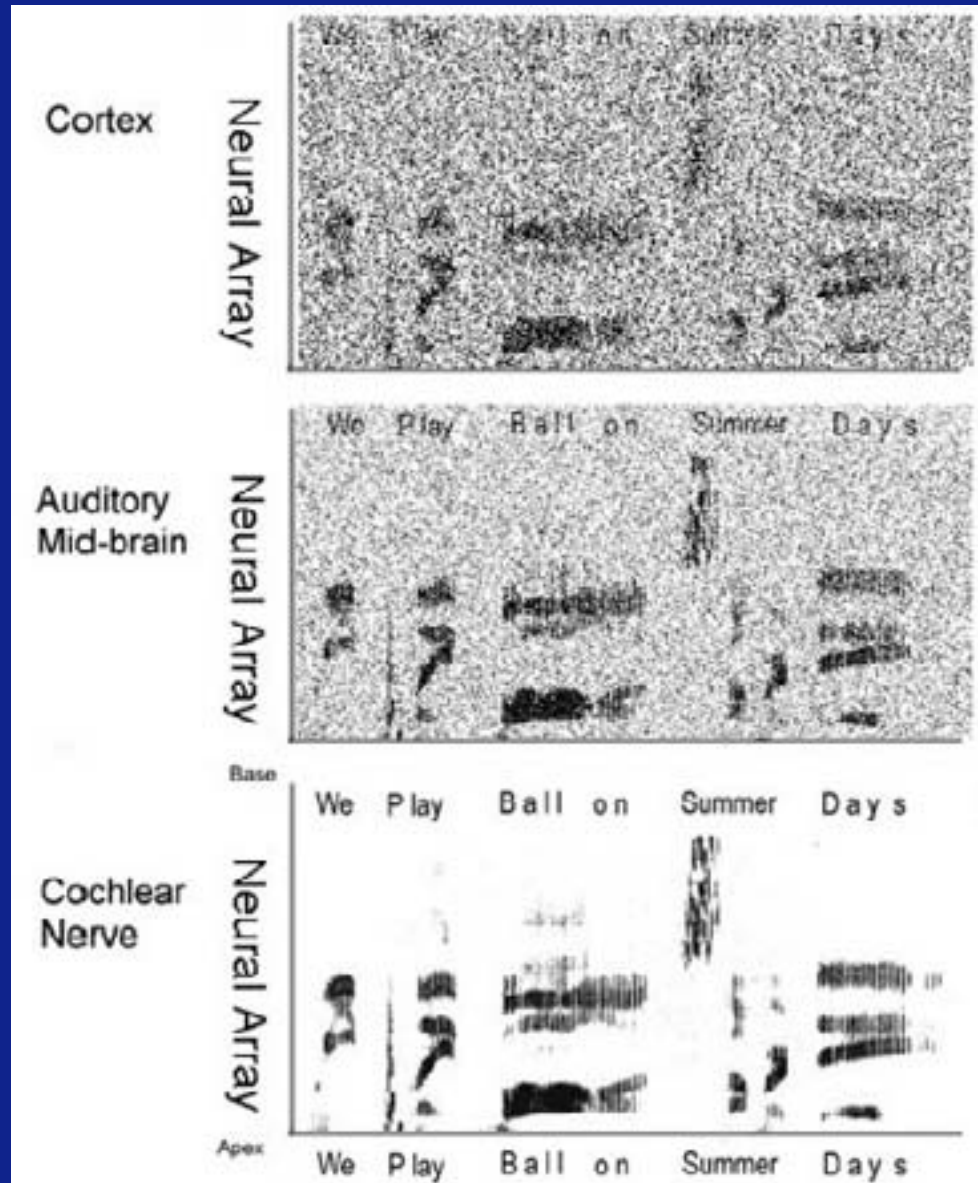 We Play Ball on Summer Days
Cortex
Neural Array
We Play Ball on Summer Days
Auditory
Mid-brain
Neural Array
Base
We Play Ball on Summer Days
Cochlear
Nerve
Neural Array
Apex
We Play Ball on Summer Days